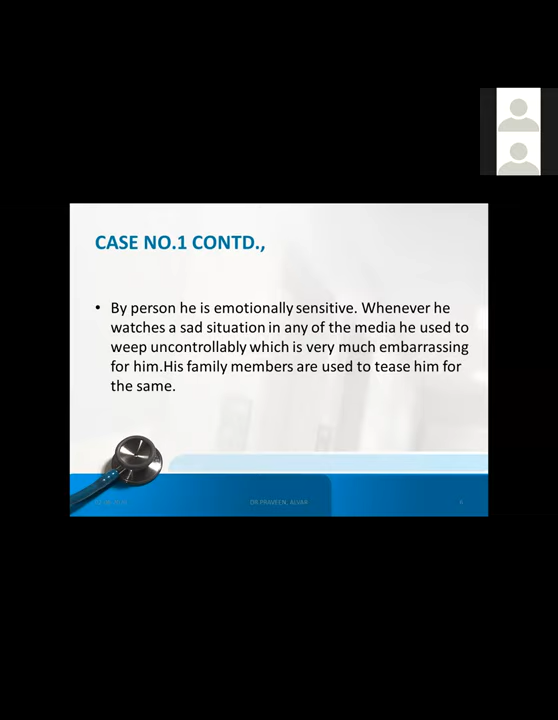 CASE NO.1 CONTD.,
• By person he is emotionally sensitive. Whenever he
watches a sad situation in any of the media he used to
weep uncontrollably which is very much embarrassing
for him.His family members are used to tease him for
the same.
DR PRAVEEN, ALVAR